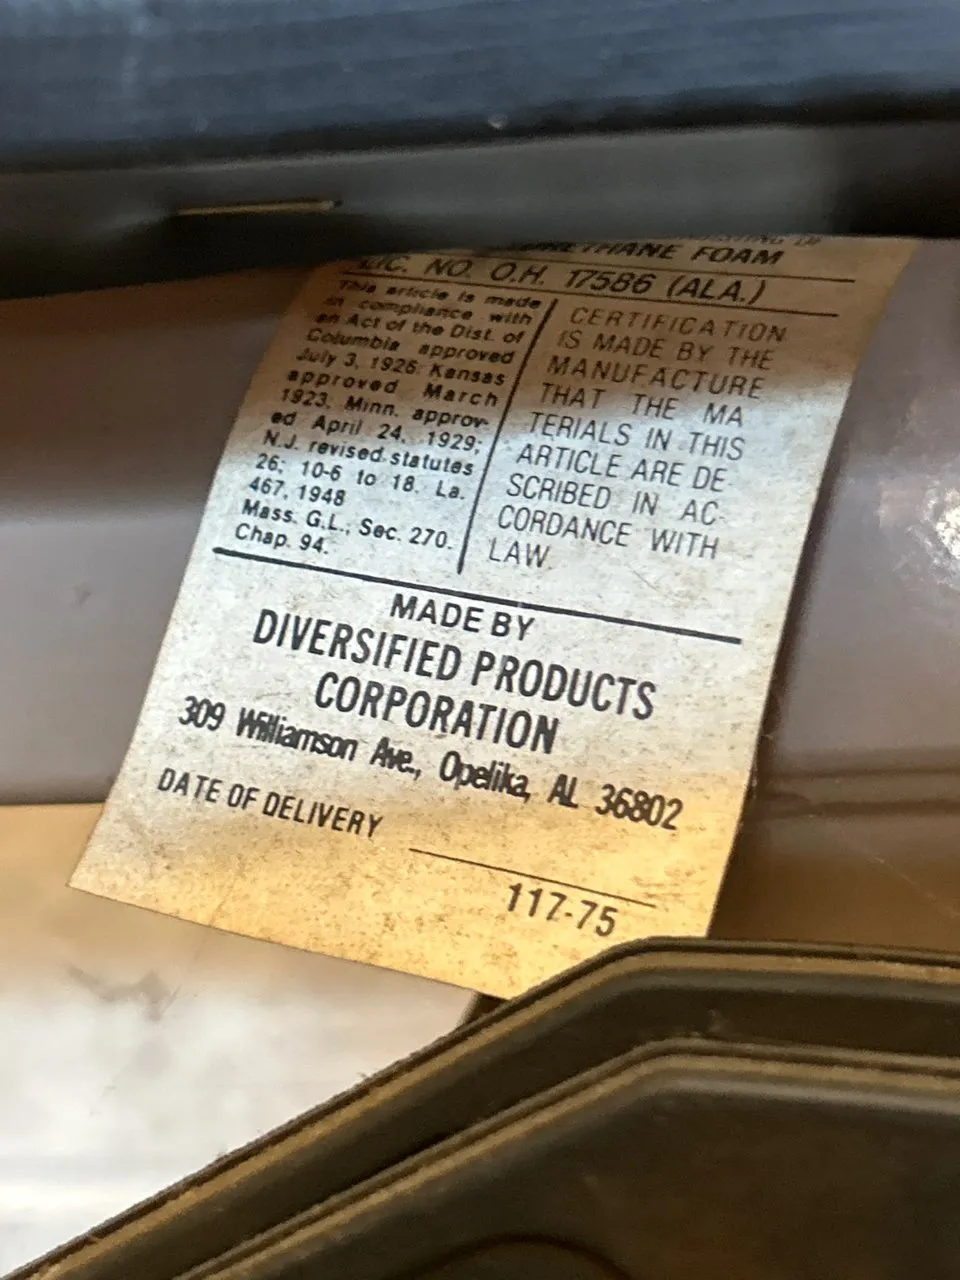 URETHANE FOAM
LIC. NO. O.H. 17586 (ALA.)
This article is made
in compliance with
an Act of the Dist. of
Columbia approved
July 3, 1926: Kansas
approved March
1923, Minn. approv-
ed April 24, 1929;
N.J. revised statutes
26; 10-6 to 18. La.
467, 1948
Mass. G.L., Sec. 270.
Chap. 94.
CERTIFICATION
IS MADE BY THE
MANUFACTURE
THAT THE MA
TERIALS IN THIS
ARTICLE ARE DE-
SCRIBED IN AC-
CORDANCE WITH
LAW.
MADE BY
DIVERSIFIED PRODUCTS
CORPORATION
309 Williamson Ave., Opelika, AL 36802
DATE OF DELIVERY
117-75